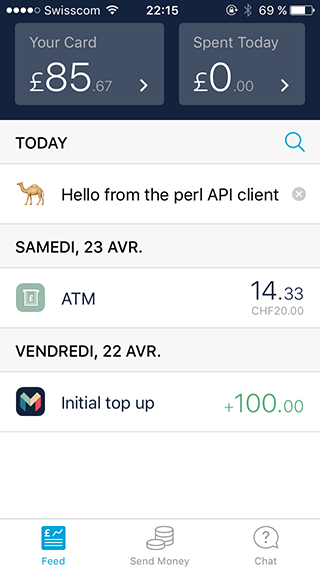 Swisscom 22:15 69 %
Your Card Spent Today
£85.67 £0.00
TODAY
Hello from the perl API client
SAMEDI, 23 AVR.
£
ATM 14.33
CHF20.00
VENDREDI, 22 AVR.
Initial top up +100.00
£ ?
Feed Send Money Chat